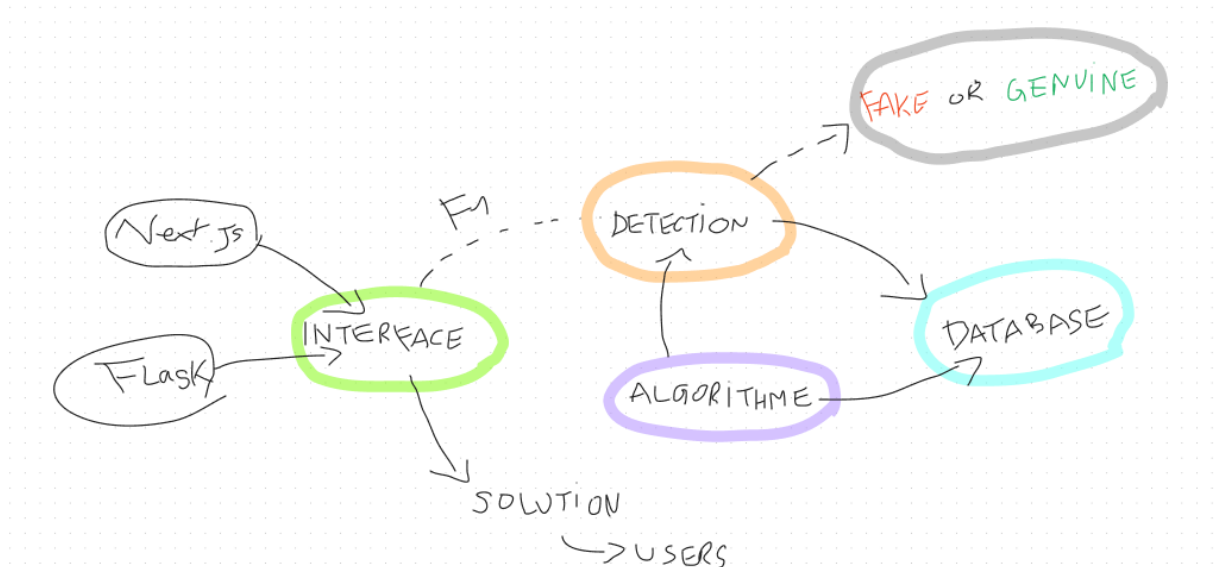 FAKE OR GENUINE
F1
DETECTION
Next.js
INTERFACE
DATABASE
Flask
ALGORITHME
SOLUTION
USERS